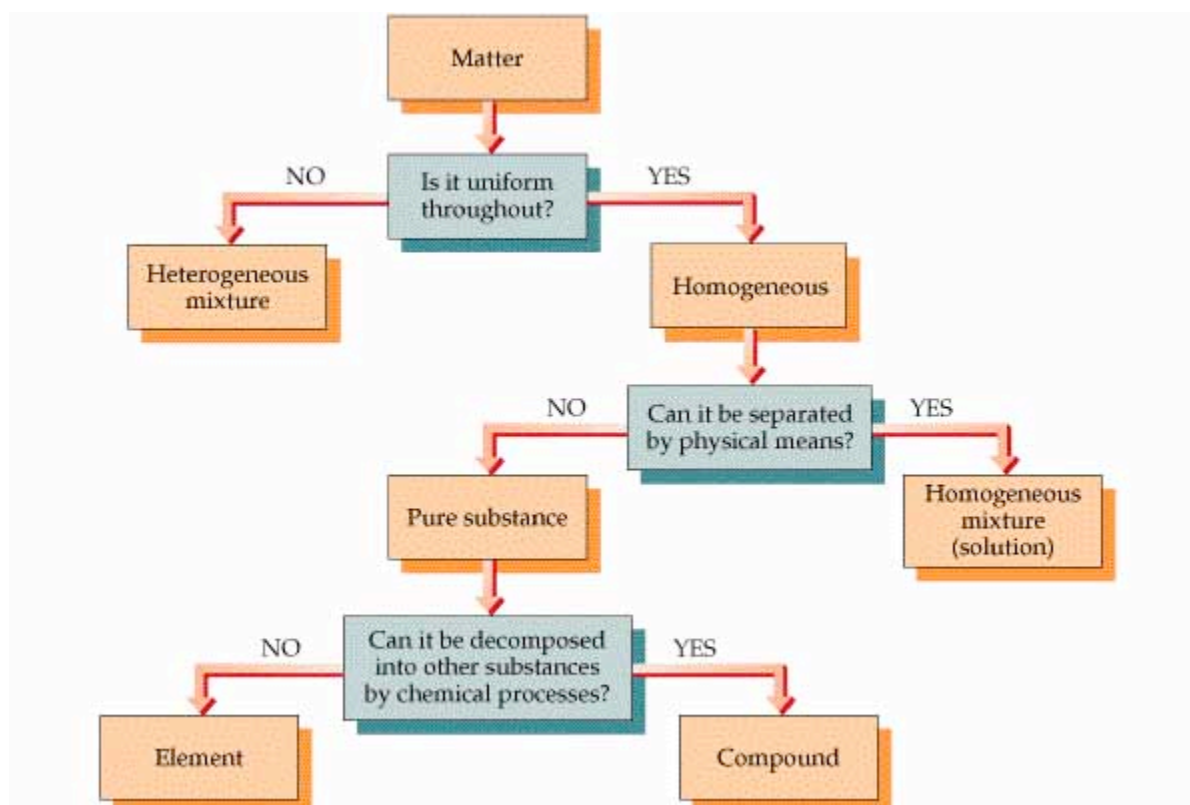 Matter
NO
Is it uniform
throughout?
YES
Heterogeneous
mixture
Homogeneous
NO
Can it be separated
by physical means?
YES
Pure substance
Homogeneous
mixture
(solution)
NO
Can it be decomposed
into other substances
by chemical processes?
YES
Element
Compound